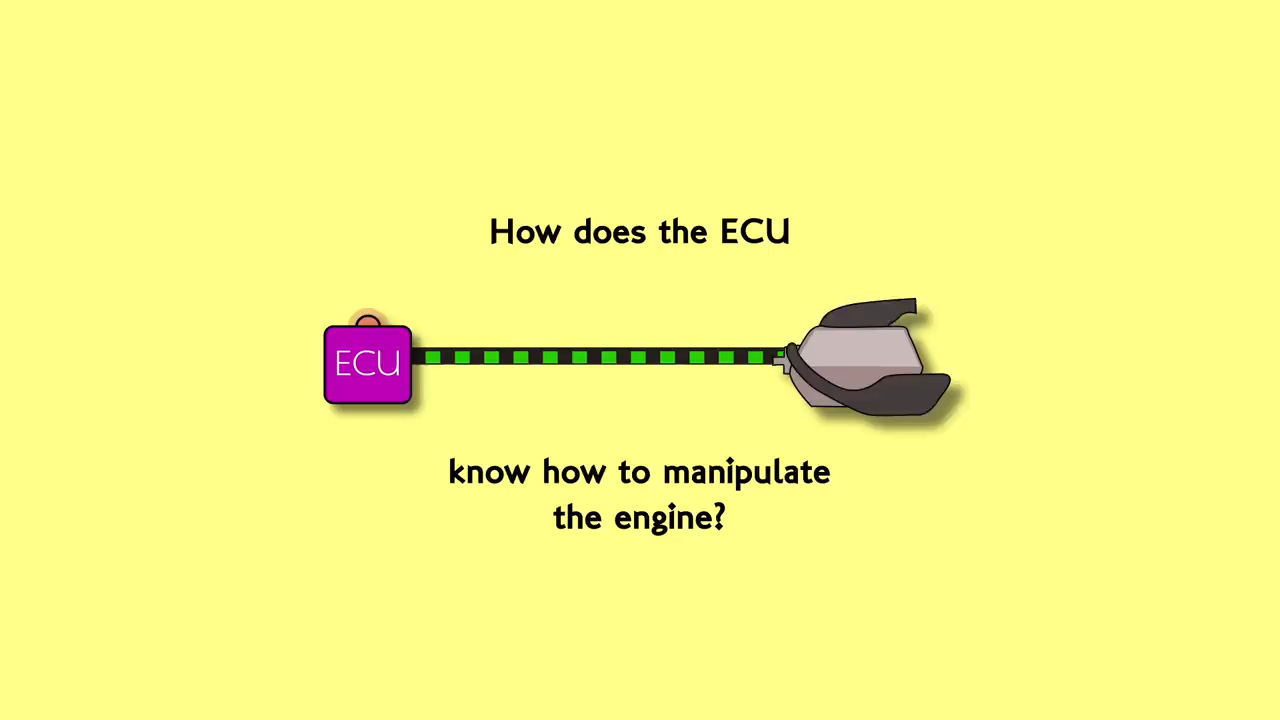 How does the ECU
ECU
know how to manipulate
the engine?